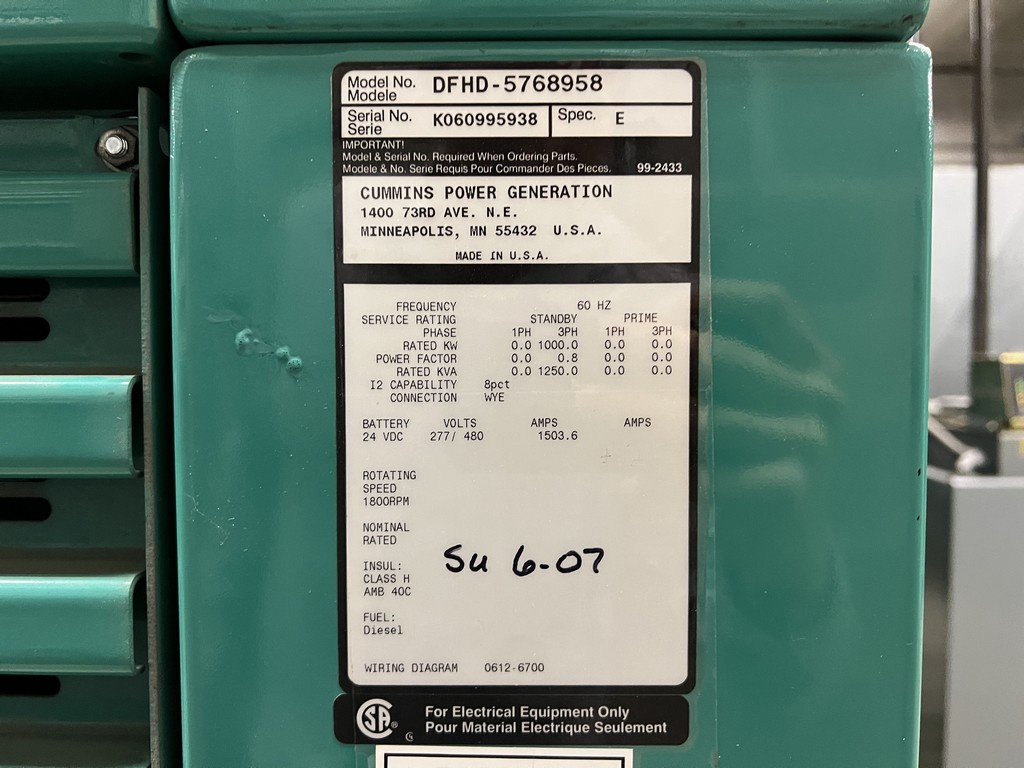 Model No. DFHD-5768958
Modele
Serial No. K060995938 Spec. E
Serie
IMPORTANT!
Model & Serial No. Required When Ordering Parts.
Modele & No. Serie Requis Pour Commander Des Pieces. 99-2433
CUMMINS POWER GENERATION
1400 73RD AVE. N.E.
MINNEAPOLIS, MN 55432 U.S.A.
MADE IN U.S.A.
FREQUENCY 60 HZ
SERVICE RATING STANDBY PRIME
PHASE 1PH 3PH 1PH 3PH
RATED KW 0.0 1000.0 0.0 0.0
POWER FACTOR 0.0 0.8 0.0 0.0
RATED KVA 0.0 1250.0 0.0 0.0
I2 CAPABILITY 8pct
CONNECTION WYE
BATTERY VOLTS AMPS AMPS
24 VDC 277/ 480 1503.6
ROTATING
SPEED
1800RPM
NOMINAL
RATED
Su 6-07
INSUL:
CLASS H
AMB 40C
FUEL:
Diesel
WIRING DIAGRAM 0612-6700
CSA ® For Electrical Equipment Only
Pour Material Electrique Seulement